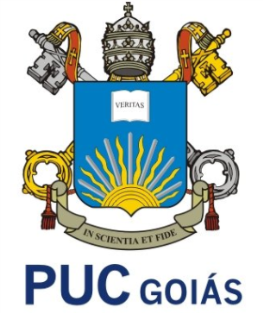 VERITAS
IN SCIENTIA ET FIDE
PUC GOIÁS